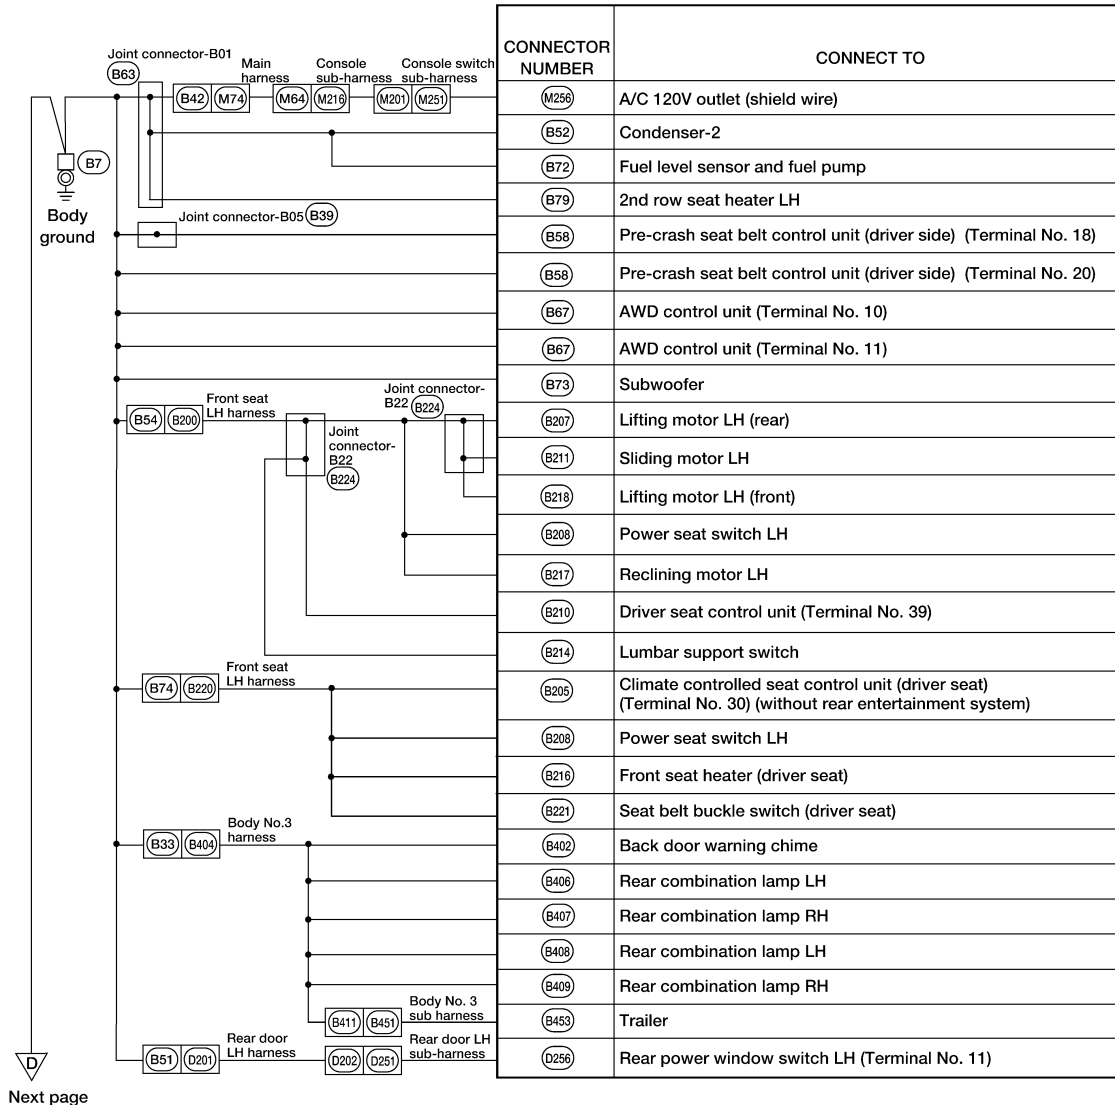 CONNECTOR NUMBER
CONNECT TO
Joint connector-B01
B63
B42 M74
Main harness
M64 M216
Console sub-harness
M201 M251
Console switch sub-harness
M256 A/C 120V outlet (shield wire)
B52 Condenser-2
B7
B72 Fuel level sensor and fuel pump
B79 2nd row seat heater LH
Body ground
Joint connector-B05 B39
B58 Pre-crash seat belt control unit (driver side) (Terminal No. 18)
B58 Pre-crash seat belt control unit (driver side) (Terminal No. 20)
B67 AWD control unit (Terminal No. 10)
B67 AWD control unit (Terminal No. 11)
B73 Subwoofer
B54 B200
Front seat LH harness
Joint connector-B22 B224
Joint connector-B22 B224
B207 Lifting motor LH (rear)
B211 Sliding motor LH
B218 Lifting motor LH (front)
B208 Power seat switch LH
B217 Reclining motor LH
B210 Driver seat control unit (Terminal No. 39)
B214 Lumbar support switch
B74 B220
Front seat LH harness
B205 Climate controlled seat control unit (driver seat)
(Terminal No. 30) (without rear entertainment system)
B208 Power seat switch LH
B216 Front seat heater (driver seat)
B221 Seat belt buckle switch (driver seat)
B33 B404
Body No.3 harness
B402 Back door warning chime
B406 Rear combination lamp LH
B407 Rear combination lamp RH
B408 Rear combination lamp LH
B409 Rear combination lamp RH
B411 B451
Body No. 3 sub harness
B453 Trailer
B51 D201
Rear door LH harness
D202 D251
Rear door LH sub-harness
D256 Rear power window switch LH (Terminal No. 11)
D
Next page